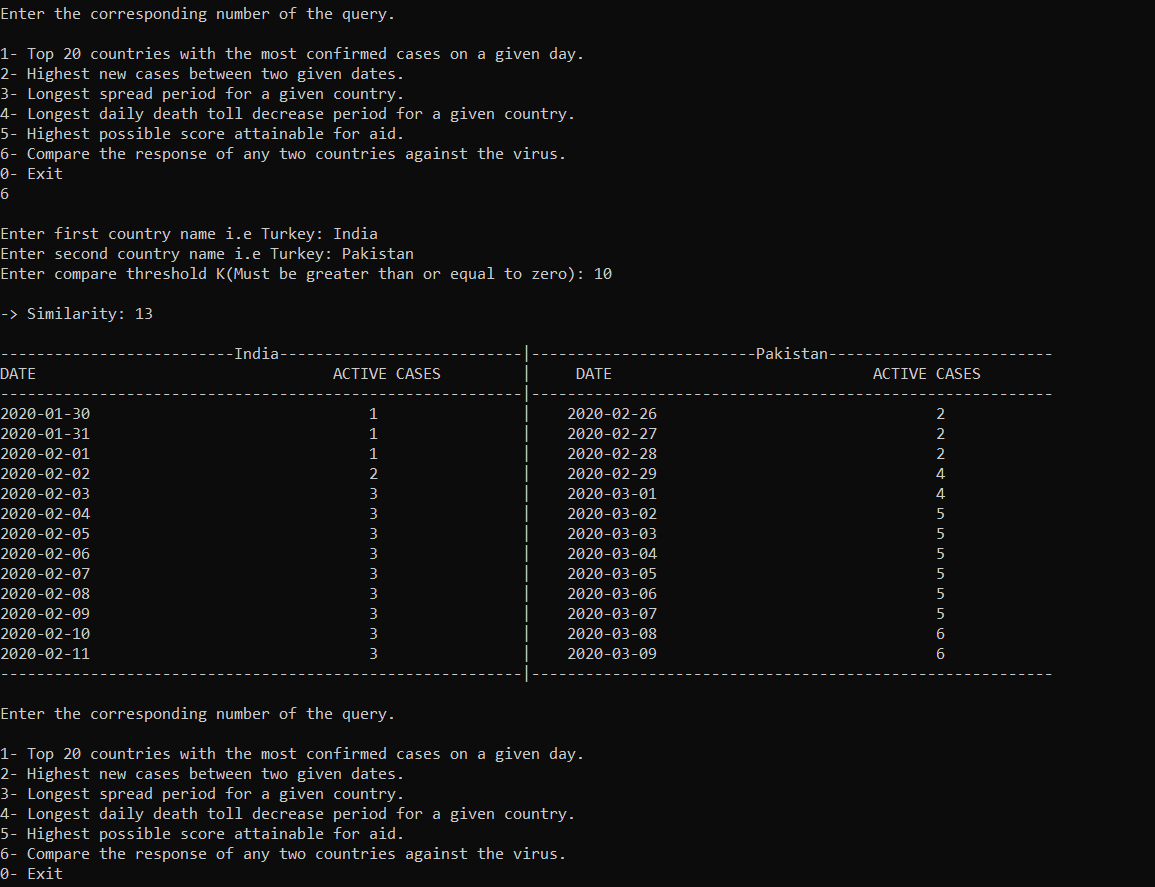 Enter the corresponding number of the query.
1- Top 20 countries with the most confirmed cases on a given day.
2- Highest new cases between two given dates.
3- Longest spread period for a given country.
4- Longest daily death toll decrease period for a given country.
5- Highest possible score attainable for aid.
6- Compare the response of any two countries against the virus.
0- Exit
6
Enter first country name i.e Turkey: India
Enter second country name i.e Turkey: Pakistan
Enter compare threshold K(Must be greater than or equal to zero): 10
-> Similarity: 13
--------------------------India---------------------------|-------------------------Pakistan-------------------------
DATE ACTIVE CASES | DATE ACTIVE CASES
----------------------------------------------------------|----------------------------------------------------------
2020-01-30 1 | 2020-02-26 2
2020-01-31 1 | 2020-02-27 2
2020-02-01 1 | 2020-02-28 2
2020-02-02 2 | 2020-02-29 4
2020-02-03 3 | 2020-03-01 4
2020-02-04 3 | 2020-03-02 5
2020-02-05 3 | 2020-03-03 5
2020-02-06 3 | 2020-03-04 5
2020-02-07 3 | 2020-03-05 5
2020-02-08 3 | 2020-03-06 5
2020-02-09 3 | 2020-03-07 5
2020-02-10 3 | 2020-03-08 6
2020-02-11 3 | 2020-03-09 6
----------------------------------------------------------|----------------------------------------------------------
Enter the corresponding number of the query.
1- Top 20 countries with the most confirmed cases on a given day.
2- Highest new cases between two given dates.
3- Longest spread period for a given country.
4- Longest daily death toll decrease period for a given country.
5- Highest possible score attainable for aid.
6- Compare the response of any two countries against the virus.
0- Exit